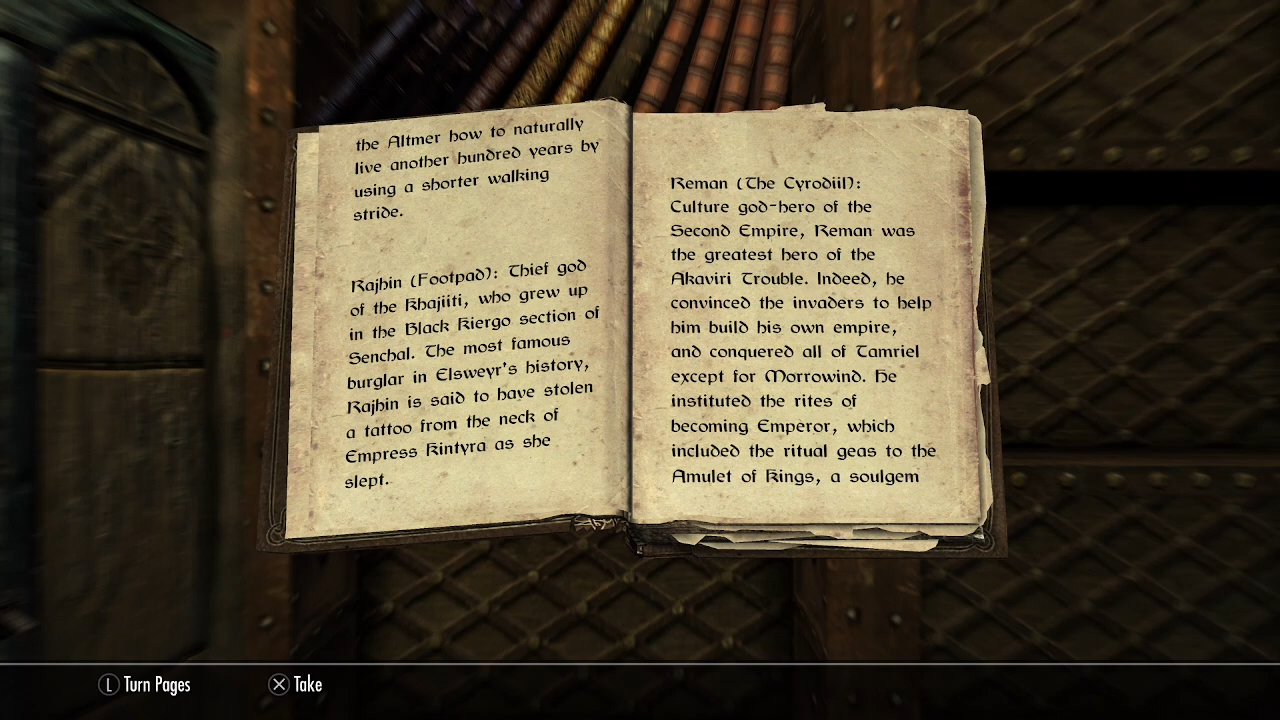 the Altmer how to naturally
live another hundred years by
using a shorter walking
stride.
Rajhin (Footpad): Thief god
of the Khajiiti, who grew up
in the Black Kiergo section of
Senchal. The most famous
burglar in Elsweyr's history,
Rajhin is said to have stolen
a tattoo from the neck of
Empress Kintyra as she
slept.
Reman (The Cyrodiil):
Culture god-hero of the
Second Empire, Reman was
the greatest hero of the
Akaviri Trouble. Indeed, he
convinced the invaders to help
him build his own empire,
and conquered all of Tamriel
except for Morrowind. He
instituted the rites of
becoming Emperor, which
included the ritual geas to the
Amulet of Kings, a soulgem
L Turn Pages
X Take